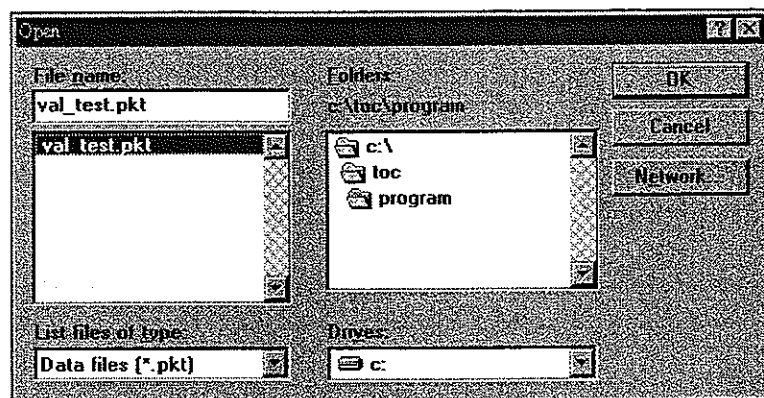 Open
File name:
val_test.pkt
val_test.pkt
List files of type:
Data files (*.pkt)
Folders:
c:\toc\program
c:\
toc
program
Drives:
c:
OK
Cancel
Network...